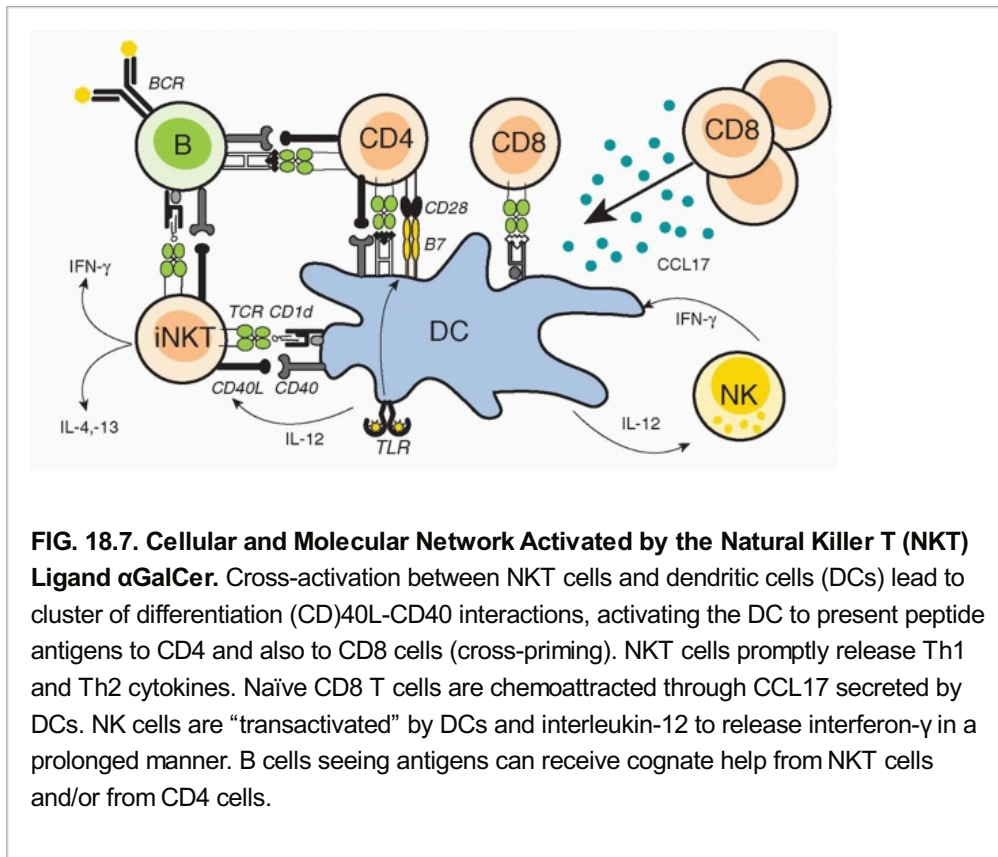 BCR
B
CD4
CD8
CD8
CD28
B7
CCL17
IFN-γ
TCR CD1d
iNKT
DC
IFN-γ
CD40L CD40
NK
IL-4,-13
IL-12
TLR
IL-12
FIG. 18.7. Cellular and Molecular Network Activated by the Natural Killer T (NKT)
Ligand αGalCer. Cross-activation between NKT cells and dendritic cells (DCs) lead to
cluster of differentiation (CD)40L-CD40 interactions, activating the DC to present peptide
antigens to CD4 and also to CD8 cells (cross-priming). NKT cells promptly release Th1
and Th2 cytokines. Naïve CD8 T cells are chemoattracted through CCL17 secreted by
DCs. NK cells are “transactivated” by DCs and interleukin-12 to release interferon-γ in a
prolonged manner. B cells seeing antigens can receive cognate help from NKT cells
and/or from CD4 cells.